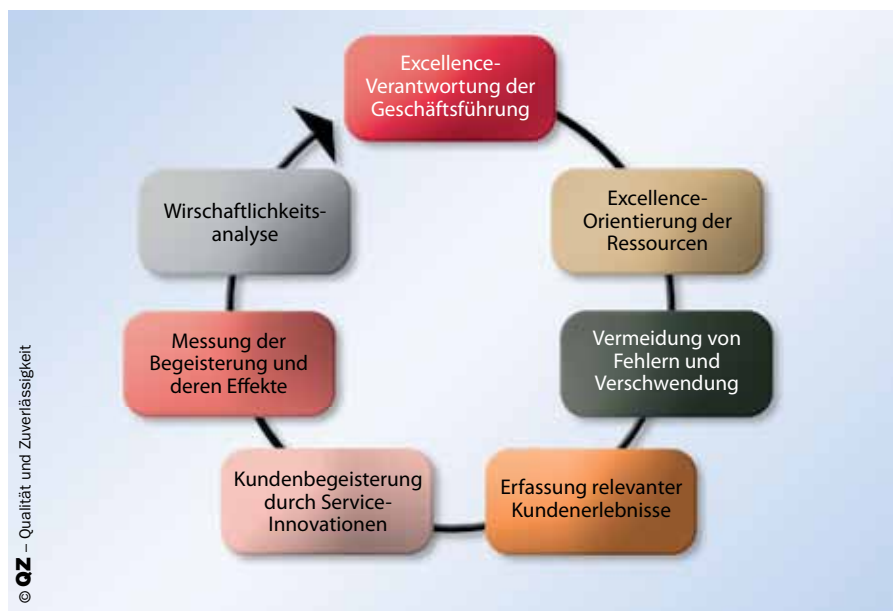 Excellence-
Verantwortung der
Geschäftsführung
Excellence-
Orientierung der
Ressourcen
Vermeidung von
Fehlern und
Verschwendung
Erfassung relevanter
Kundenerlebnisse
Kundenbegeisterung
durch Service-
Innovationen
Messung der
Begeisterung und
deren Effekte
Wirschaftlichkeits-
analyse
© QZ – Qualität und Zuverlässigkeit